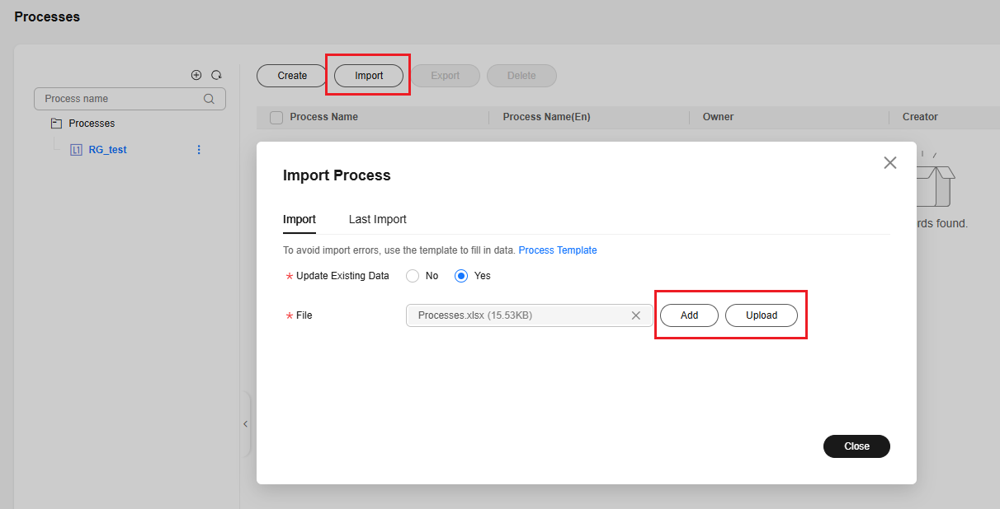 Processes
Create Import Export Delete
Process name
Process Name Process Name(En) Owner Creator
Processes
L1 RG_test
Import Process
Import Last Import
rds found.
To avoid import errors, use the template to fill in data. Process Template
* Update Existing Data No Yes
* File Processes.xlsx (15.53KB) Add Upload
Close